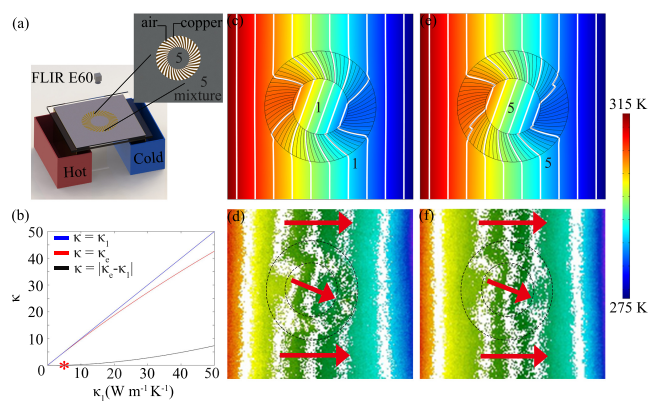 (a)
air
copper
5
FLIR E60
5
mixture
Hot
Cold
(b)
50
40
30
20
10
0
κ
κ = κ₁
κ = κₑ
κ = |κₑ-κ₁|
0
*
10
20
30
40
50
κ₁(W m⁻¹ K⁻¹)
(c)
1
1
(e)
5
5
(d)
(f)
315 K
275 K